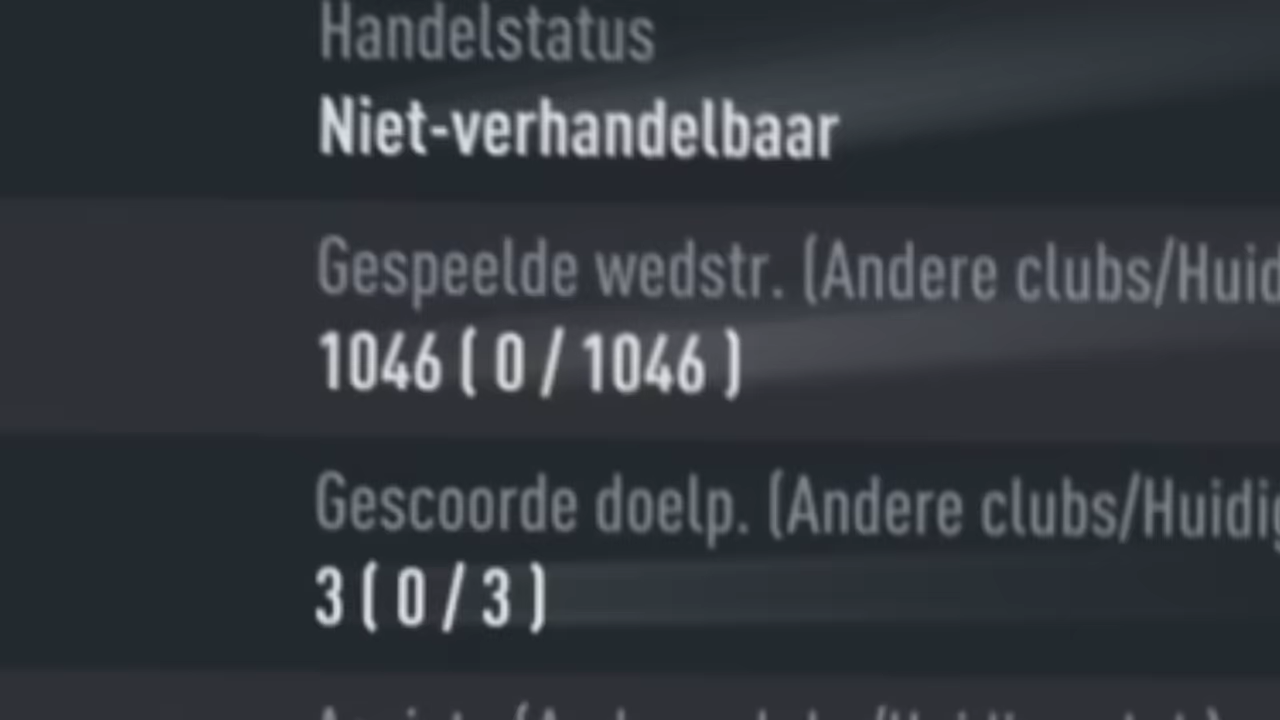 Handelstatus
Niet-verhandelbaar
Gespeelde wedstr. (Andere clubs/Huid
1046 ( 0 / 1046 )
Gescoorde doelp. (Andere clubs/Huidig
3 ( 0 / 3 )